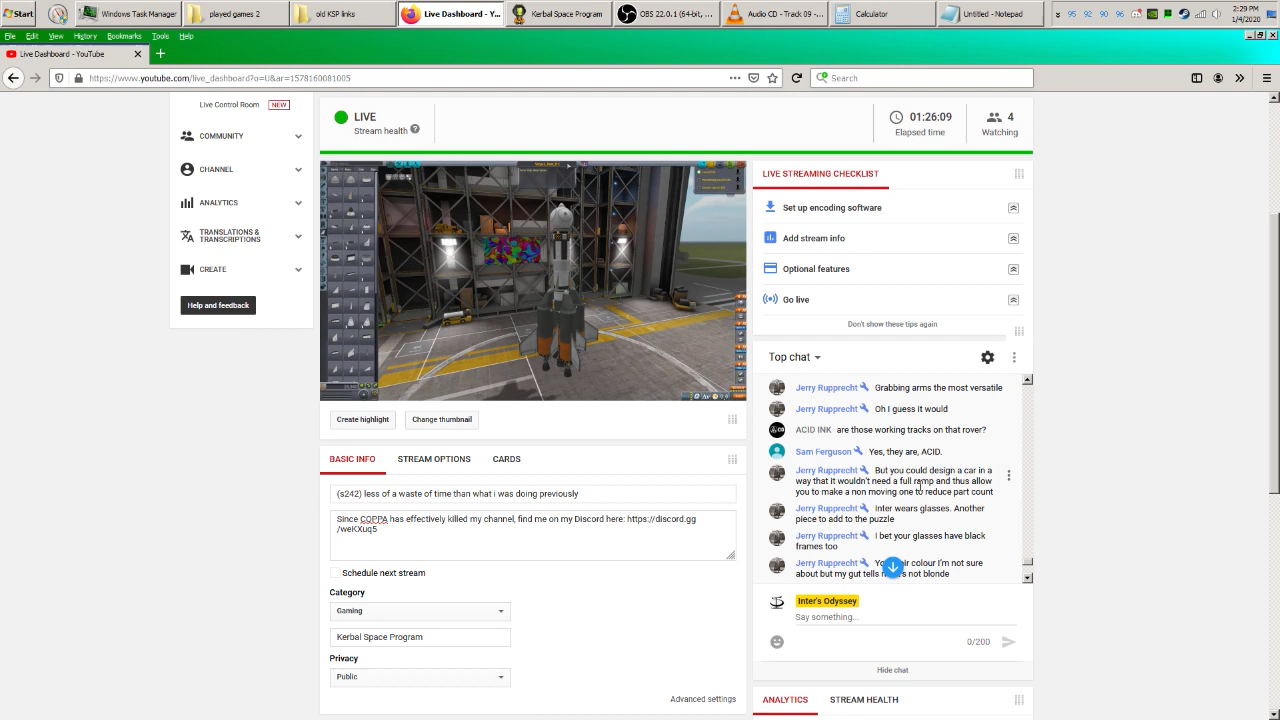 Start
Windows Task Manager
played games 2
old KSP links
Live Dashboard - Y...
Kerbal Space Program
OBS 22.0.1 (64-bit, ...
Audio CD - Track 09 -...
Calculator
Untitled - Notepad
95 92 90 86
2:29 PM
1/4/2020
File Edit View History Bookmarks Tools Help
Live Dashboard - YouTube
https://www.youtube.com/live_dashboard?o=U&ar=1578160081005
Search
Live Control Room NEW
COMMUNITY
CHANNEL
ANALYTICS
TRANSLATIONS &
TRANSCRIPTIONS
CREATE
Help and feedback
LIVE
Stream health
01:26:09
Elapsed time
4
Watching
Create highlight
Change thumbnail
BASIC INFO STREAM OPTIONS CARDS
(s242) less of a waste of time than what i was doing previously
Since COPPA has effectively killed my channel, find me on my Discord here: https://discord.gg
/weKXuq5
Schedule next stream
Category
Gaming
Kerbal Space Program
Privacy
Public
Advanced settings
LIVE STREAMING CHECKLIST
Set up encoding software
Add stream info
Optional features
Go live
Don't show these tips again
Top chat
Jerry Rupprecht Grabbing arms the most versatile
Jerry Rupprecht Oh I guess it would
ACID INK are those working tracks on that rover?
Sam Ferguson Yes, they are, ACID.
Jerry Rupprecht But you could design a car in a
way that it wouldn't need a full ramp and thus allow
you to make a non moving one to reduce part count
Jerry Rupprecht Inter wears glasses. Another
piece to add to the puzzle
Jerry Rupprecht I bet your glasses have black
frames too
Jerry Rupprecht colour I'm not sure
about but my gut tells not blonde
Inter's Odyssey
Say something...
0/200
Hide chat
ANALYTICS STREAM HEALTH